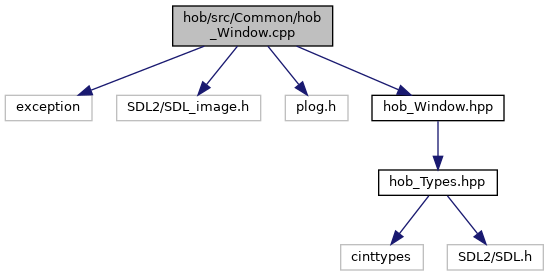 hob/src/Common/hob
_Window.cpp
exception
SDL2/SDL_image.h
plog.h
hob_Window.hpp
hob_Types.hpp
cinttypes
SDL2/SDL.h